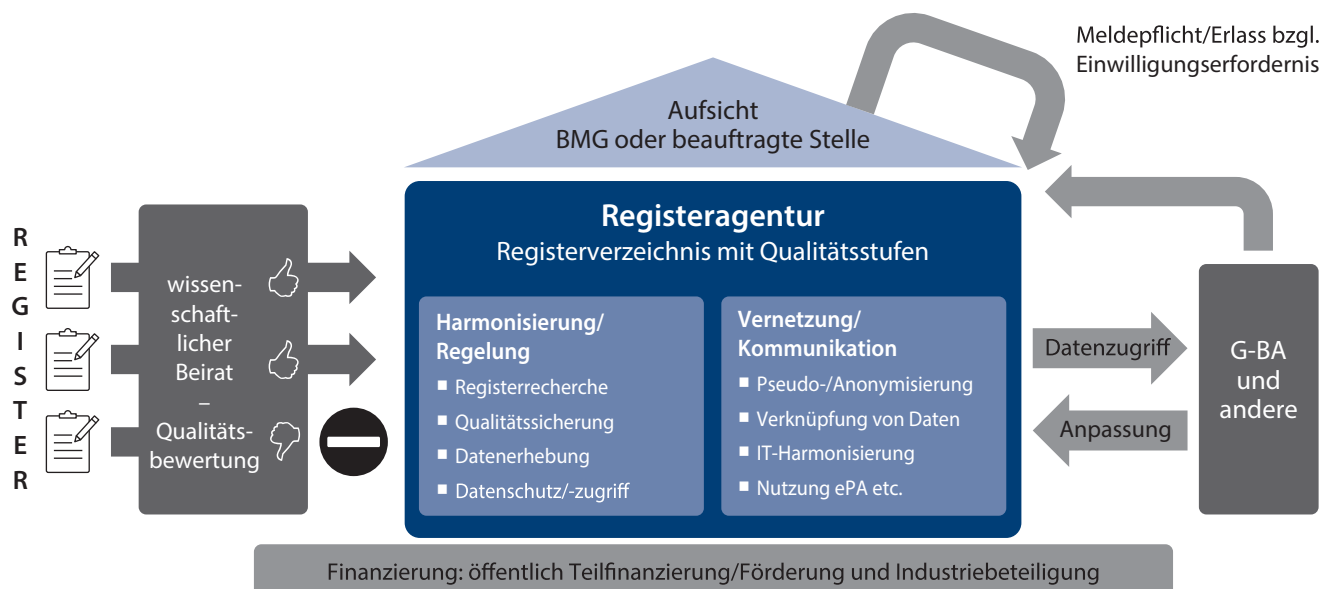 Meldepflicht/Erlass bzgl.
Einwilligungserfordernis
Aufsicht
BMG oder beauftragte Stelle
REGISTER
wissen-
schaft-
licher
Beirat
–
Qualitäts-
bewertung
Registeragentur
Registerverzeichnis mit Qualitätsstufen
Harmonisierung/
Regelung
▪ Registerrecherche
▪ Qualitätssicherung
▪ Datenerhebung
▪ Datenschutz/-zugriff
Vernetzung/
Kommunikation
▪ Pseudo-/Anonymisierung
▪ Verknüpfung von Daten
▪ IT-Harmonisierung
▪ Nutzung ePA etc.
Datenzugriff
Anpassung
G-BA
und
andere
Finanzierung: öffentlich Teilfinanzierung/Förderung und Industriebeteiligung